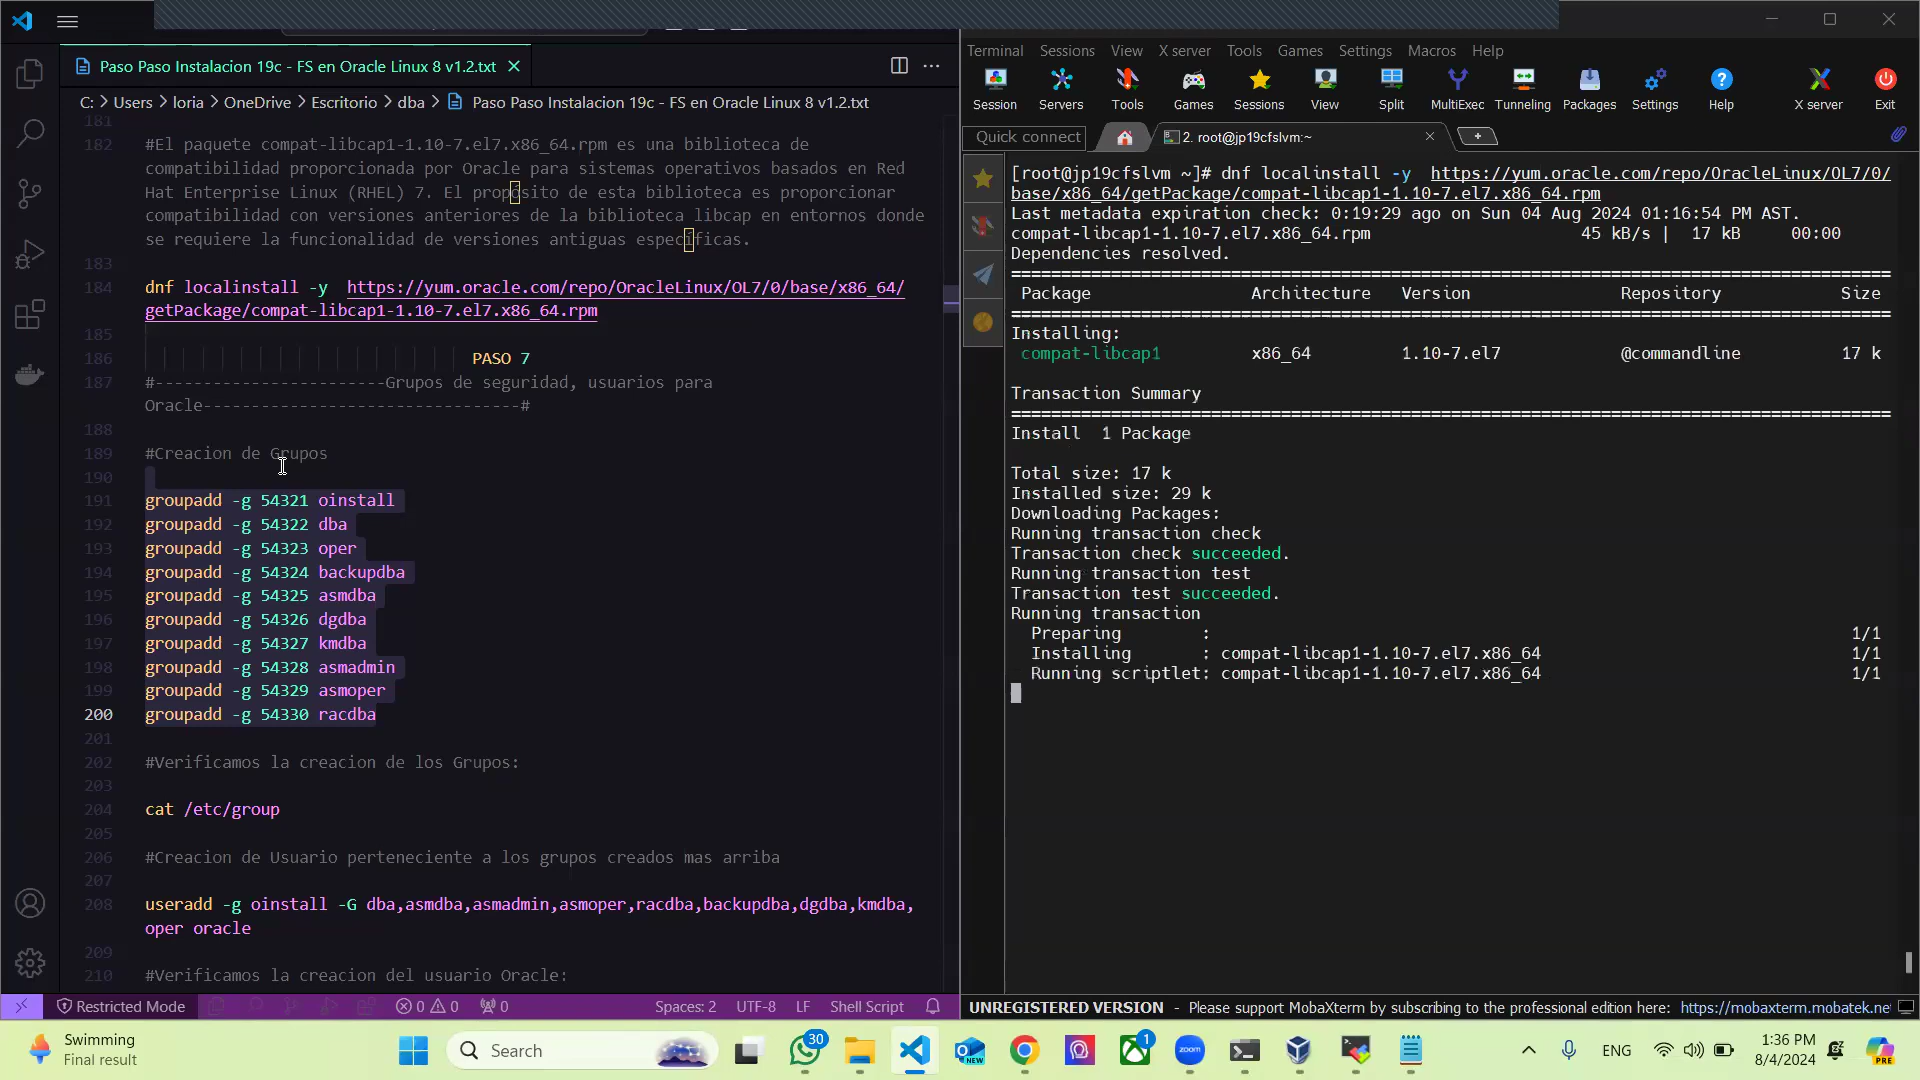 Paso Paso Instalacion 19c - FS en Oracle Linux 8 v1.2.txt
C: > Users > loria > OneDrive > Escritorio > dba > Paso Paso Instalacion 19c - FS en Oracle Linux 8 v1.2.txt
181
182 #El paquete compat-libcap1-1.10-7.el7.x86_64.rpm es una biblioteca de
compatibilidad proporcionada por Oracle para sistemas operativos basados en Red
Hat Enterprise Linux (RHEL) 7. El propósito de esta biblioteca es proporcionar
compatibilidad con versiones anteriores de la biblioteca libcap en entornos donde
se requiere la funcionalidad de versiones antiguas específicas.
183
184 dnf localinstall -y  https://yum.oracle.com/repo/OracleLinux/OL7/0/base/x86_64/
getPackage/compat-libcap1-1.10-7.el7.x86_64.rpm
185
186 PASO 7
187 #------------------------Grupos de seguridad, usuarios para
Oracle---------------------------------#
188
189 #Creacion de Grupos
190
191 groupadd -g 54321 oinstall
192 groupadd -g 54322 dba
193 groupadd -g 54323 oper
194 groupadd -g 54324 backupdba
195 groupadd -g 54325 asmdba
196 groupadd -g 54326 dgdba
197 groupadd -g 54327 kmdba
198 groupadd -g 54328 asmadmin
199 groupadd -g 54329 asmoper
200 groupadd -g 54330 racdba
201
202 #Verificamos la creacion de los Grupos:
203
204 cat /etc/group
205
206 #Creacion de Usuario perteneciente a los grupos creados mas arriba
207
208 useradd -g oinstall -G dba,asmdba,asmadmin,asmoper,racdba,backupdba,dgdba,kmdba,
oper oracle
209
210 #Verificamos la creacion del usuario Oracle:
Restricted Mode 0 0 0 Spaces: 2 UTF-8 LF Shell Script
Terminal Sessions View X server Tools Games Settings Macros Help
Session Servers Tools Games Sessions View Split MultiExec Tunneling Packages Settings Help X server Exit
Quick connect 2. root@jp19cfslvm:~
[root@jp19cfslvm ~]# dnf localinstall -y  https://yum.oracle.com/repo/OracleLinux/OL7/0/
base/x86_64/getPackage/compat-libcap1-1.10-7.el7.x86_64.rpm
Last metadata expiration check: 0:19:29 ago on Sun 04 Aug 2024 01:16:54 PM AST.
compat-libcap1-1.10-7.el7.x86_64.rpm 45 kB/s | 17 kB 00:00
Dependencies resolved.
========================================================================================
Package Architecture Version Repository Size
========================================================================================
Installing:
compat-libcap1 x86_64 1.10-7.el7 @commandline 17 k
Transaction Summary
========================================================================================
Install  1 Package
Total size: 17 k
Installed size: 29 k
Downloading Packages:
Running transaction check
Transaction check succeeded.
Running transaction test
Transaction test succeeded.
Running transaction
Preparing : 1/1
Installing : compat-libcap1-1.10-7.el7.x86_64 1/1
Running scriptlet: compat-libcap1-1.10-7.el7.x86_64 1/1
UNREGISTERED VERSION - Please support MobaXterm by subscribing to the professional edition here: https://mobaxterm.mobatek.ne
Swimming
Final result
Search
NEW
30
1
zoom
ENG
1:36 PM
8/4/2024
PRE